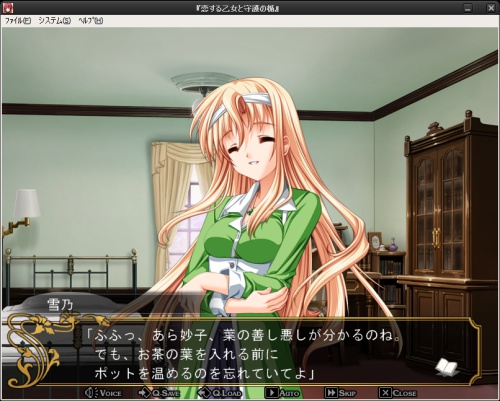 『恋する乙女と守護の楯』
ファイル(F) システム(S) ヘルプ(H)
雪乃
「ふふっ、あら妙子、葉の善し悪しが分かるのね。
でも、お茶の葉を入れる前に
ポットを温めるのを忘れていてよ」
VOICE Q.SAVE Q.LOAD AUTO SKIP CLOSE